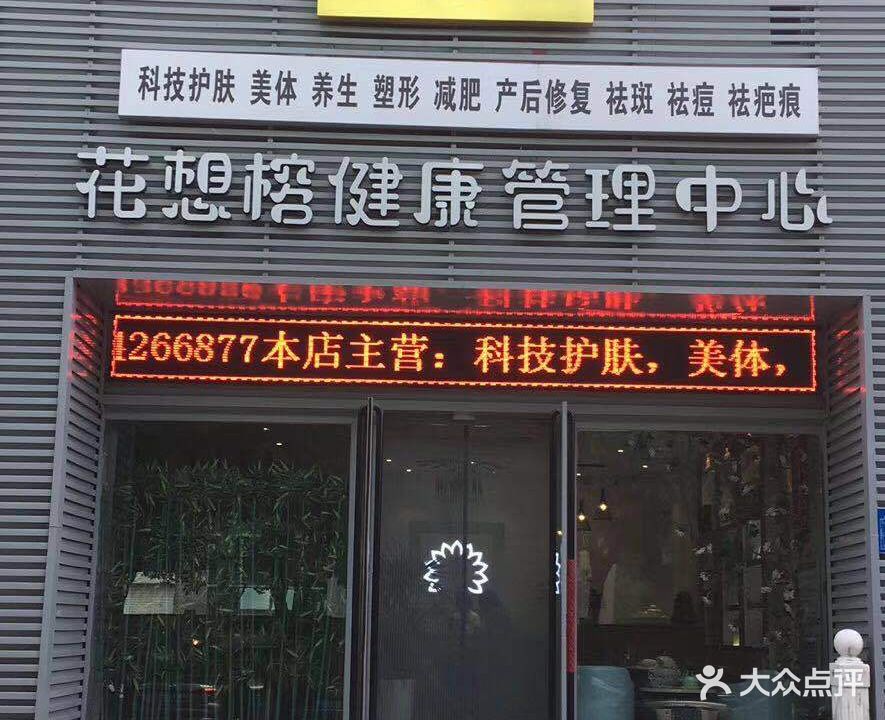 科技护肤 美体 养生 塑形 减肥 产后修复 祛斑 祛痘 祛疤痕
花想榕健康管理中心
4266877本店主营：科技护肤，美体，
大众点评